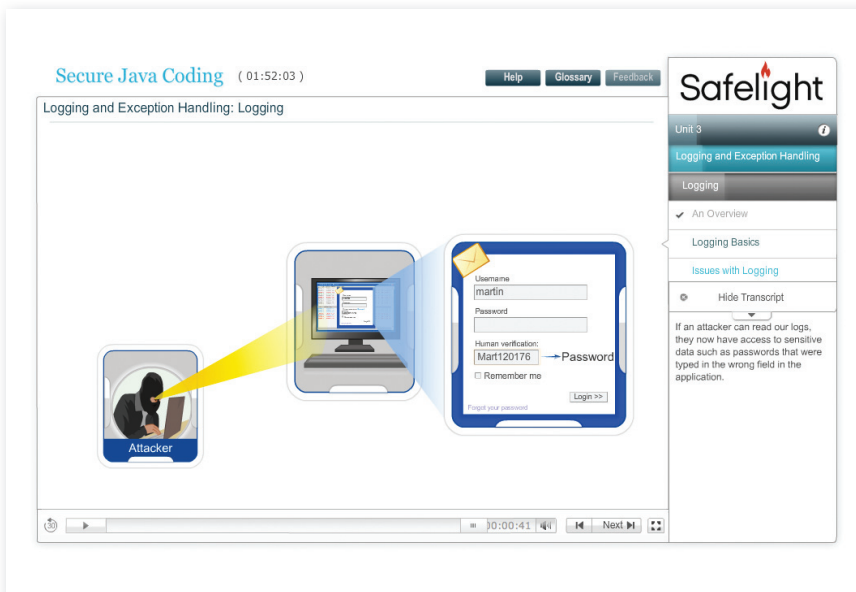 Secure Java Coding ( 01:52:03 )
Help Glossary Feedback
Safelight
Logging and Exception Handling: Logging
Unit 3
Logging and Exception Handling
Logging
An Overview
Logging Basics
Issues with Logging
Hide Transcript
If an attacker can read our logs,
they now have access to sensitive
data such as passwords that were
typed in the wrong field in the
application.
Username
martin
Password
Human verification:
Mart120176 Password
Remember me
Login >>
Forgot your password
Attacker
30
00:00:41
Next